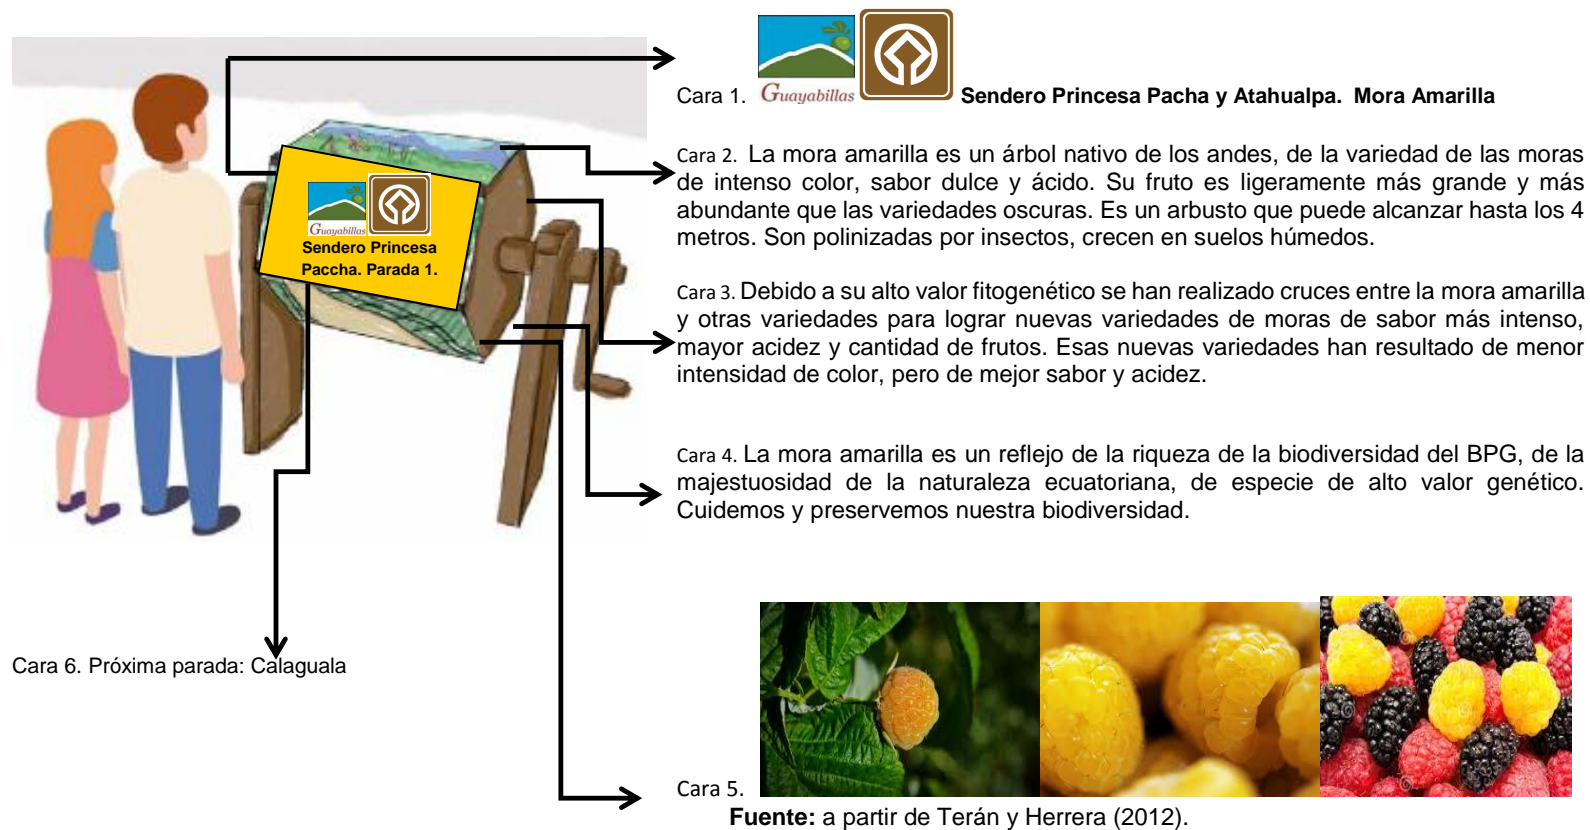 Guayabillas
Cara 1. Sendero Princesa Pacha y Atahualpa. Mora Amarilla
Cara 2. La mora amarilla es un árbol nativo de los andes, de la variedad de las moras
de intenso color, sabor dulce y ácido. Su fruto es ligeramente más grande y más
abundante que las variedades oscuras. Es un arbusto que puede alcanzar hasta los 4
metros. Son polinizadas por insectos, crecen en suelos húmedos.
Guayabillas
Sendero Princesa
Paccha. Parada 1.
Cara 3. Debido a su alto valor fitogenético se han realizado cruces entre la mora amarilla
y otras variedades para lograr nuevas variedades de moras de sabor más intenso,
mayor acidez y cantidad de frutos. Esas nuevas variedades han resultado de menor
intensidad de color, pero de mejor sabor y acidez.
Cara 4. La mora amarilla es un reflejo de la riqueza de la biodiversidad del BPG, de la
majestuosidad de la naturaleza ecuatoriana, de especie de alto valor genético.
Cuidemos y preservemos nuestra biodiversidad.
Cara 6. Próxima parada: Calaguala
Cara 5.
Fuente: a partir de Terán y Herrera (2012).